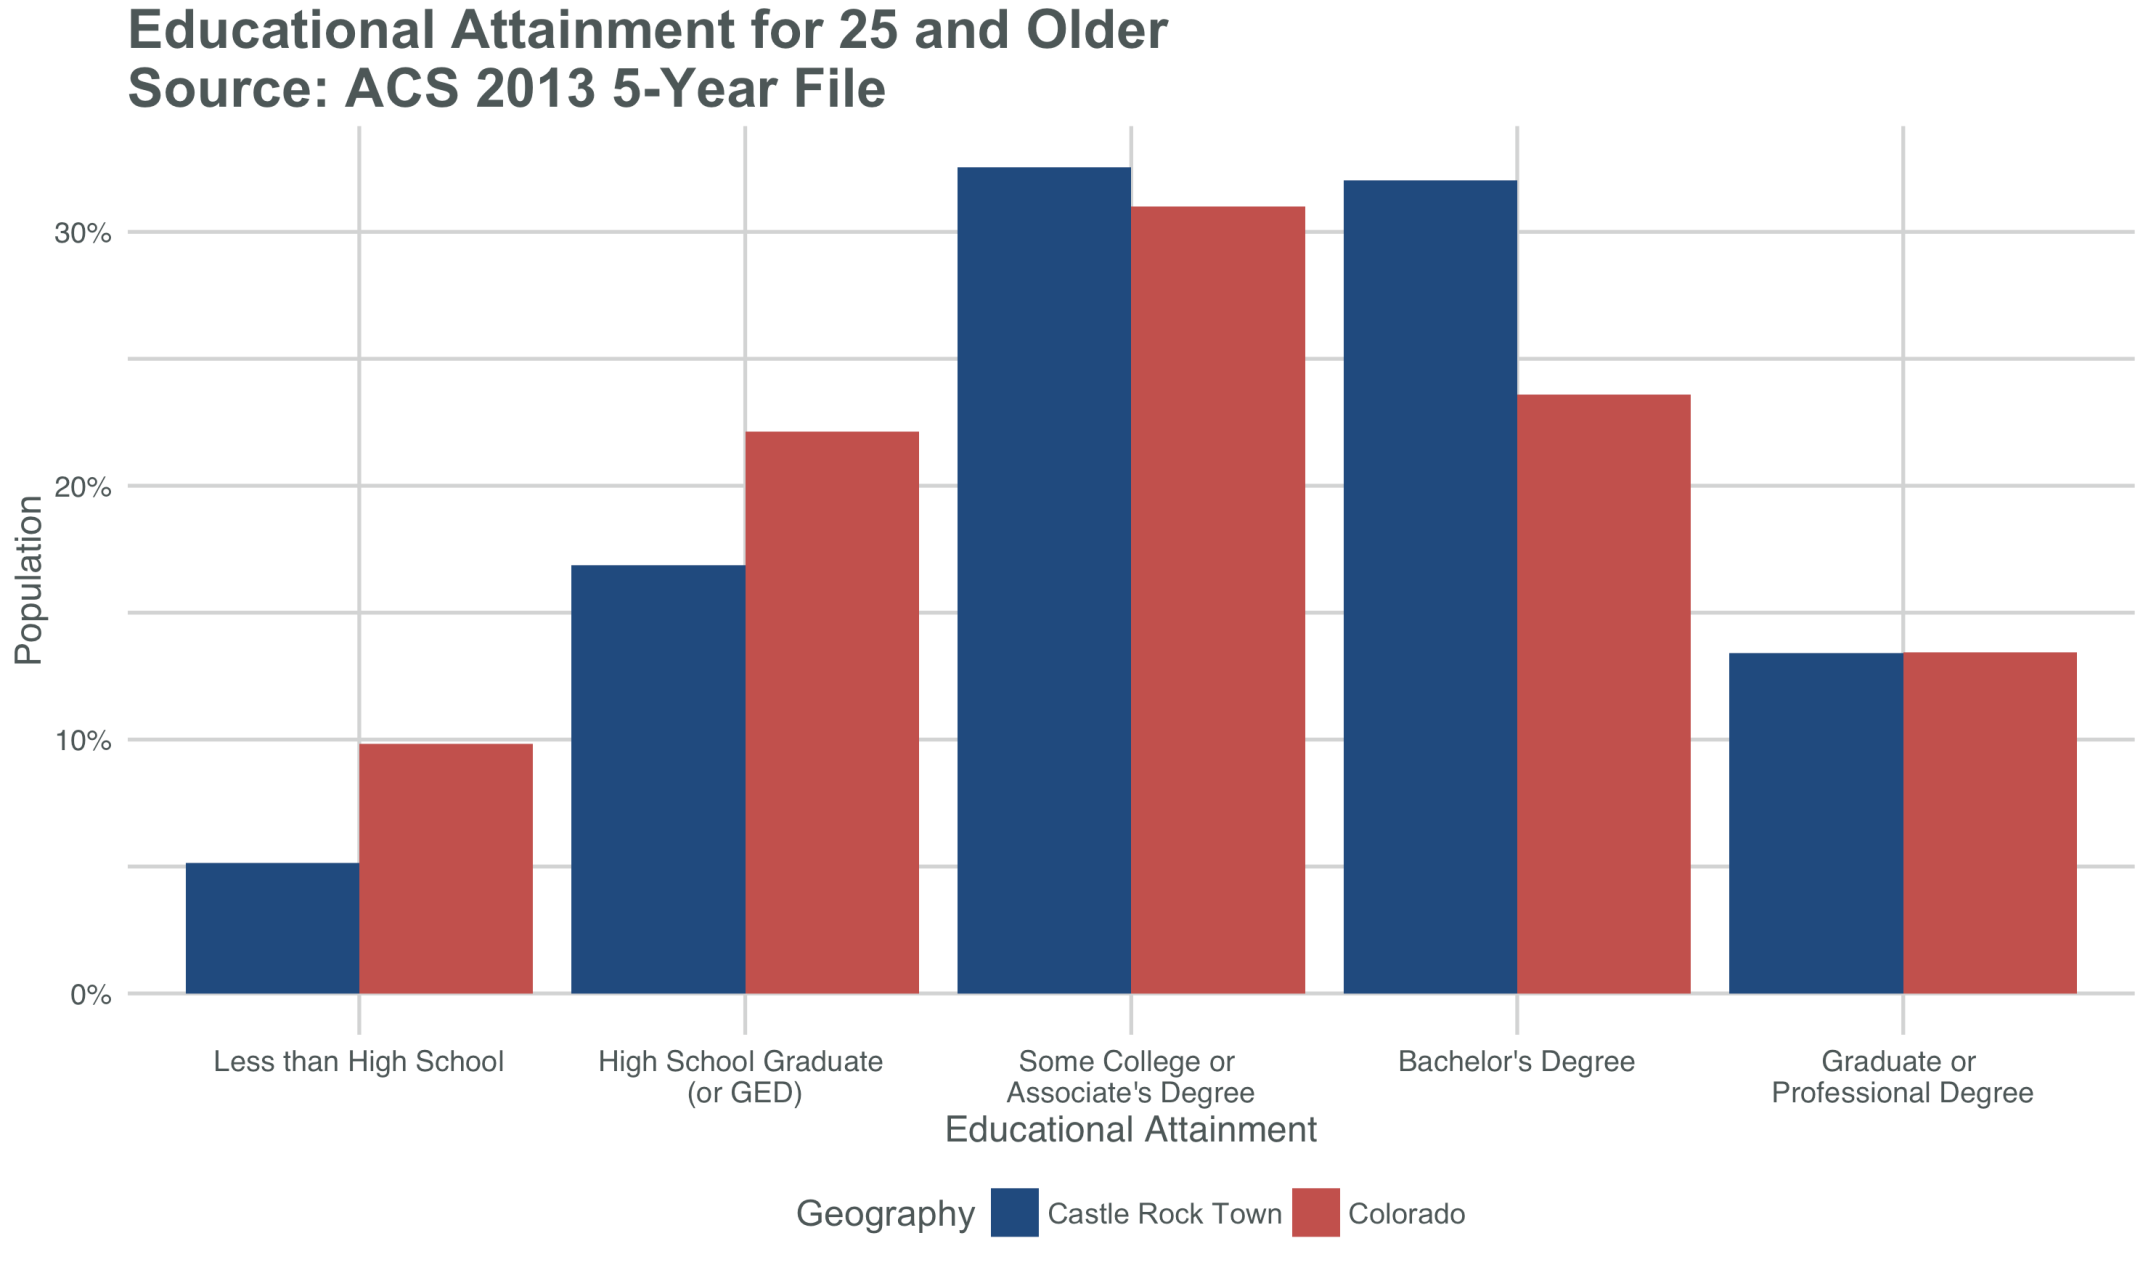 Educational Attainment for 25 and Older
Source: ACS 2013 5-Year File
Population
30%
20%
10%
0%
Less than High School
High School Graduate
(or GED)
Some College or
Associate's Degree
Bachelor's Degree
Graduate or
Professional Degree
Educational Attainment
Geography
Castle Rock Town
Colorado